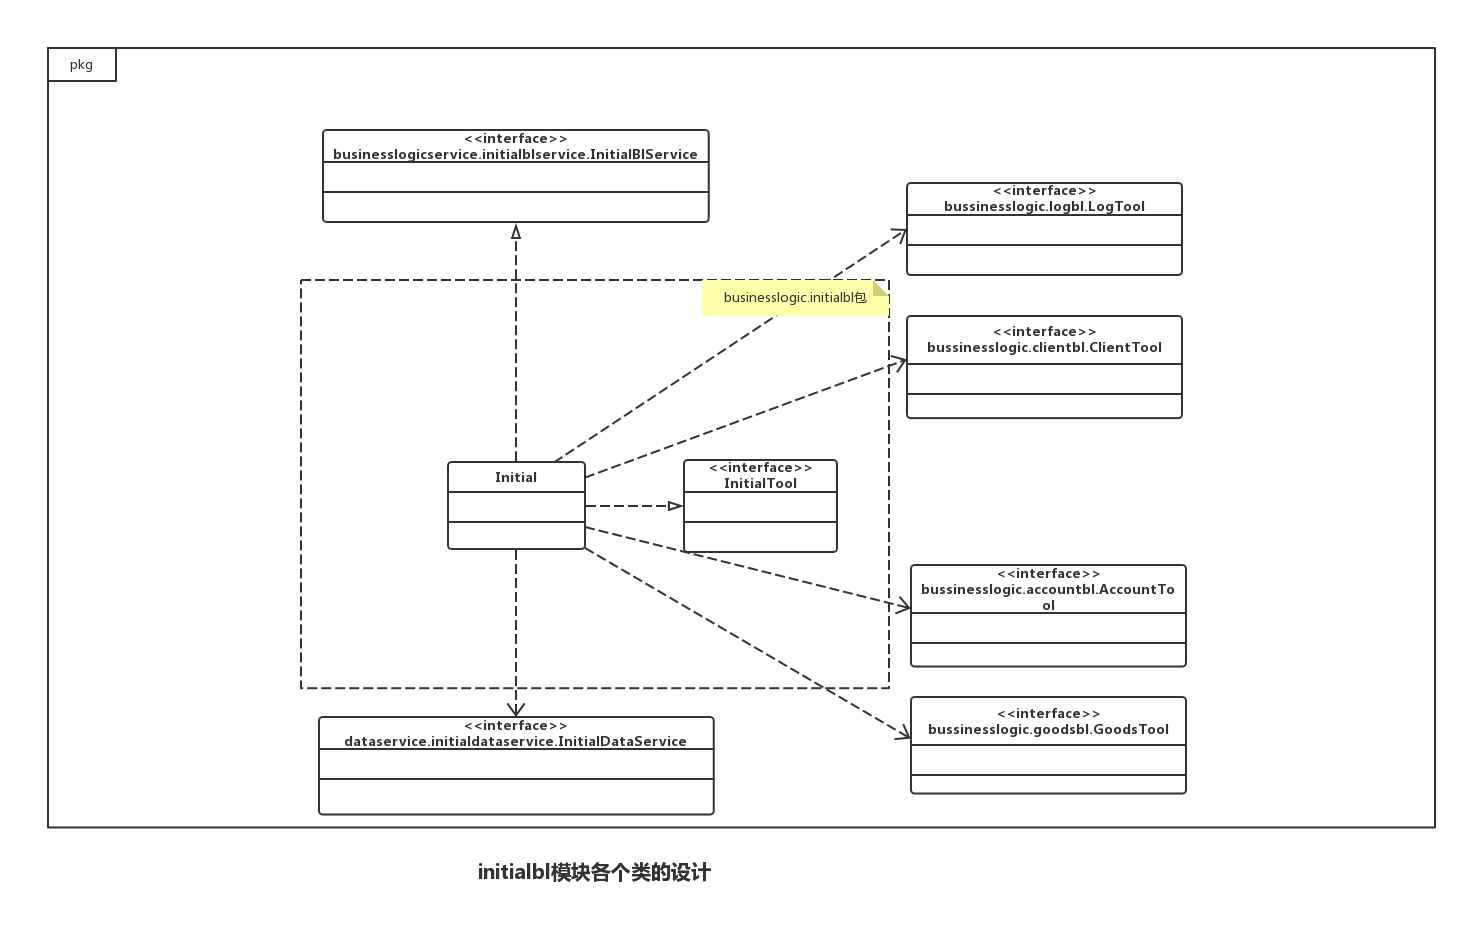 pkg
<<interface>>
businesslogicservice.initialblservice.InitialBlService
<<interface>>
bussinesslogic.logbl.LogTool
businesslogic.initialbl包
<<interface>>
bussinesslogic.clientbl.ClientTool
Initial
<<interface>>
InitialTool
<<interface>>
bussinesslogic.accountbl.AccountTo
ol
<<interface>>
bussinesslogic.goodsbl.GoodsTool
<<interface>>
dataservice.initialdataservice.InitialDataService
initialbl模块各个类的设计